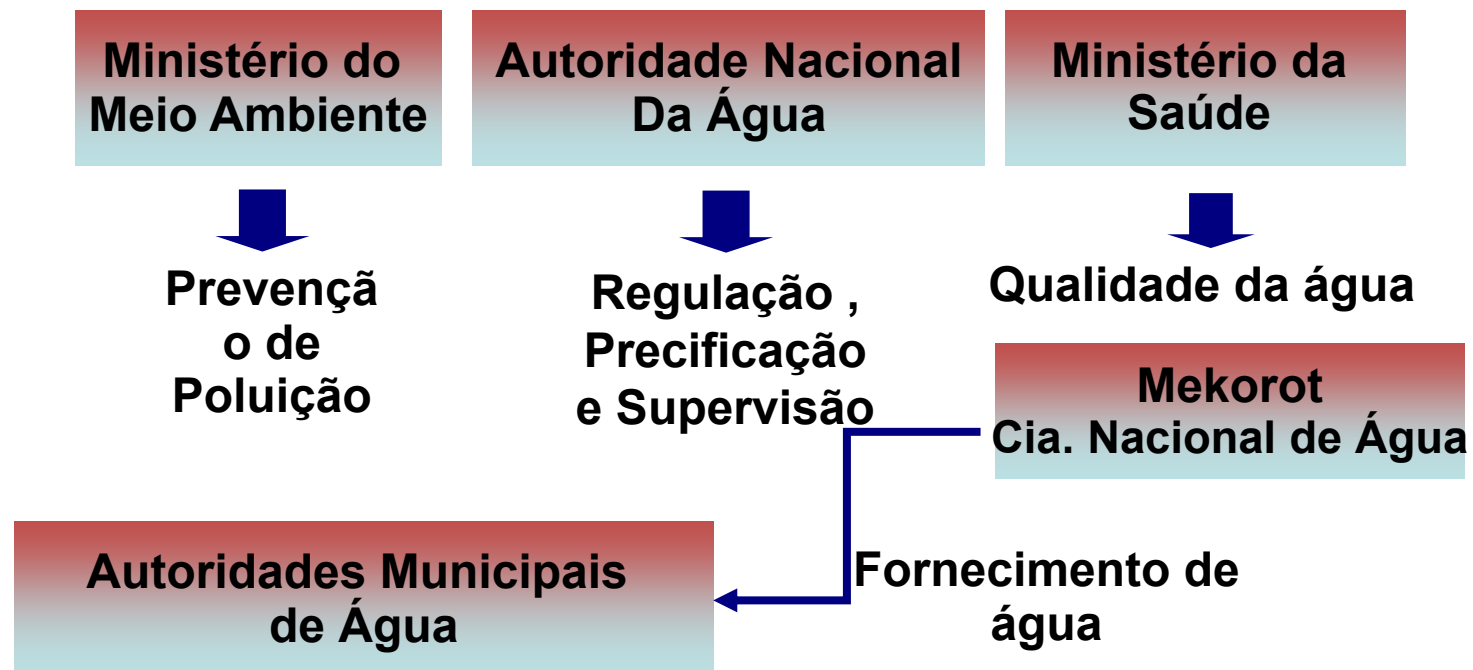 Ministério do
Meio Ambiente
Autoridade Nacional
Da Água
Ministério da
Saúde
Prevençã
o de
Poluição
Regulação ,
Precificação
e Supervisão
Qualidade da água
Mekorot
Cia. Nacional de Água
Autoridades Municipais
de Água
Fornecimento de
água